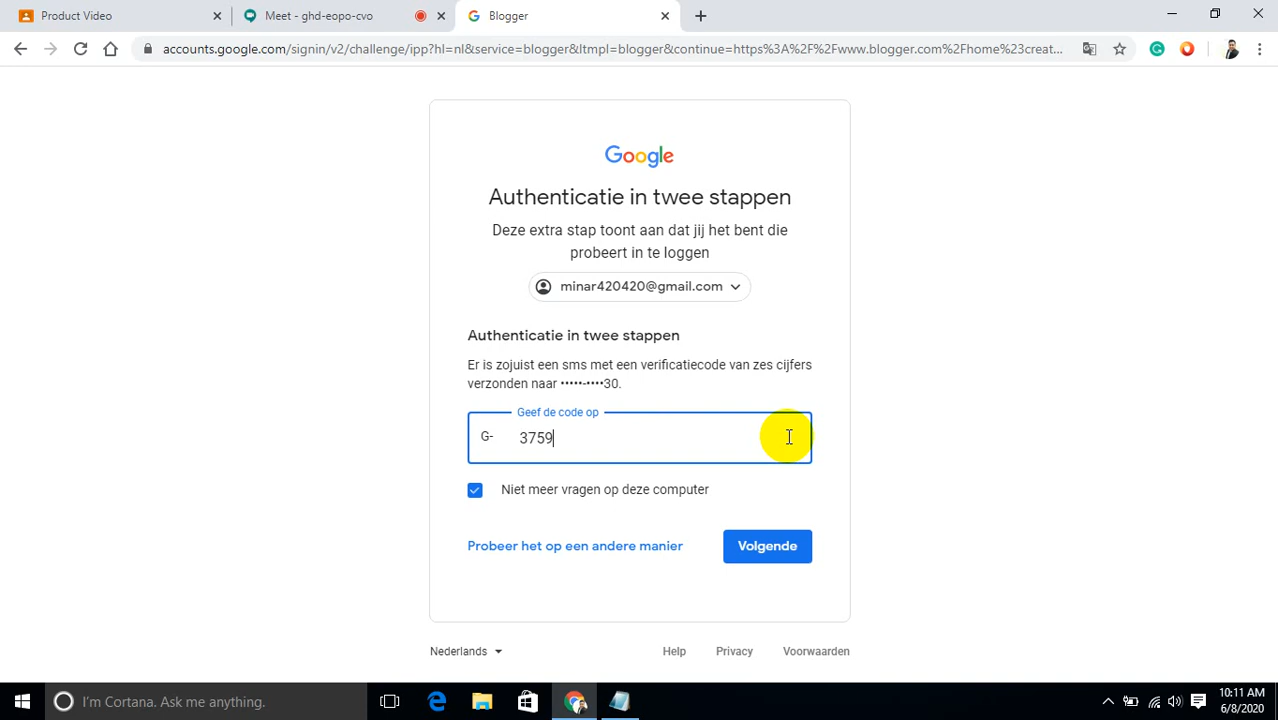 Product Video
Meet - ghd-eopo-cvo
Blogger
accounts.google.com/signin/v2/challenge/ipp?hl=nl&service=blogger&ltmpl=blogger&continue=https%3A%2F%2Fwww.blogger.com%2Fhome%23creat...
Google
Authenticatie in twee stappen
Deze extra stap toont aan dat jij het bent die
probeert in te loggen
minar420420@gmail.com
Authenticatie in twee stappen
Er is zojuist een sms met een verificatiecode van zes cijfers
verzonden naar •••••-••••30.
Geef de code op
G- 3759
Niet meer vragen op deze computer
Probeer het op een andere manier
Volgende
Nederlands
Help
Privacy
Voorwaarden
I'm Cortana. Ask me anything.
10:11 AM
6/8/2020